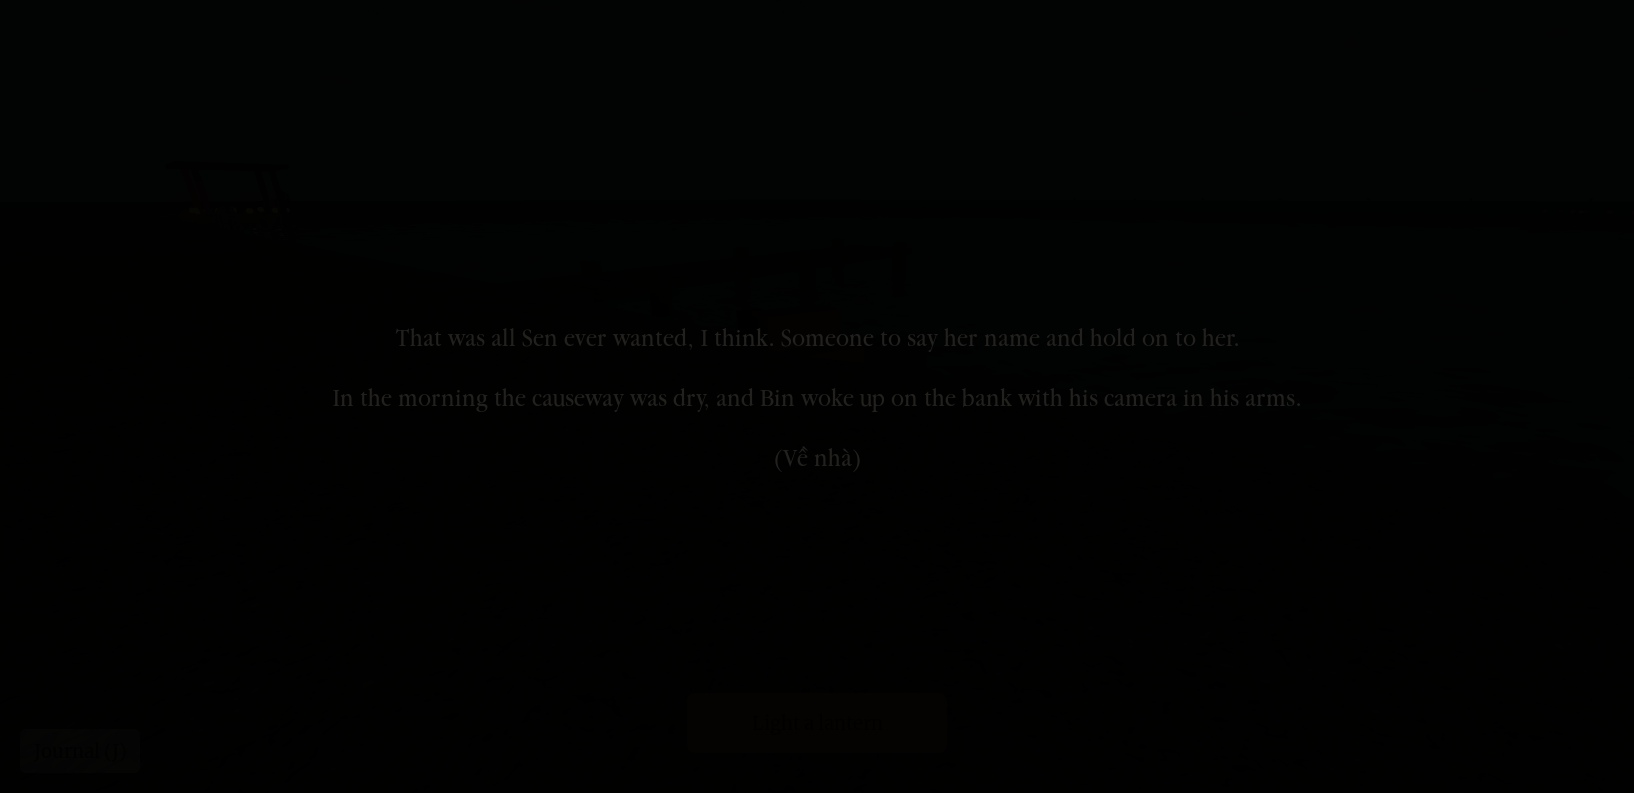 That was all Sen ever wanted, I think. Someone to say her name and hold on to her.
In the morning the causeway was dry, and Bin woke up on the bank with his camera in his arms.
(Về nhà)
Light a lantern